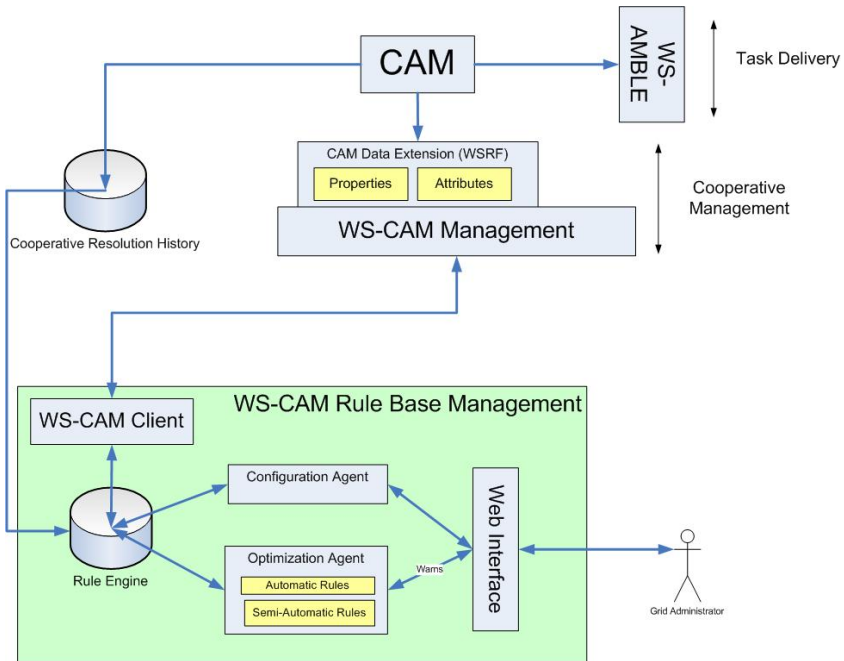 CAM
WS-
AMBLE
Task Delivery
CAM Data Extension (WSRF)
Properties
Attributes
Cooperative
Management
WS-CAM Management
Cooperative Resolution History
WS-CAM Rule Base Management
WS-CAM Client
Configuration Agent
Web Interface
Rule Engine
Optimization Agent
Warns
Automatic Rules
Semi-Automatic Rules
Grid Administrator